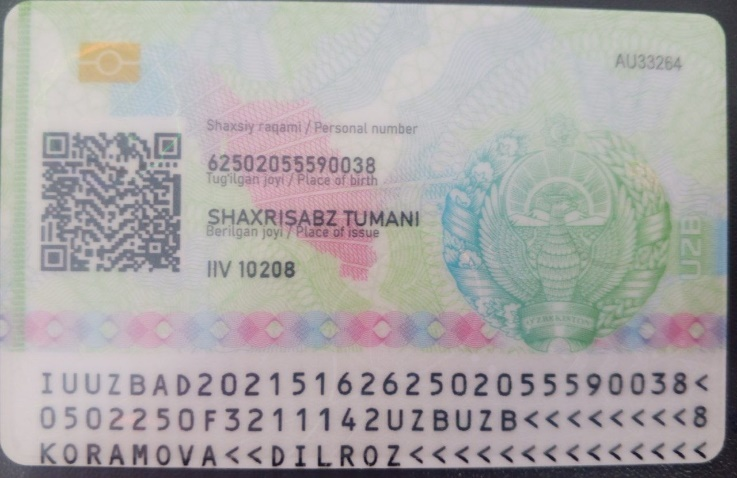 AU33264
Shaxsiy raqami / Personal number
62502055590038
Tug'ilgan joyi / Place of birth
SHAXRISABZ TUMANI
Berilgan joyi / Place of issue
IIV 10208
UZB
O'ZBEKISTON
IUUZBAD2021516262502055590038<
0502250F3211142UZBUZB<<<<<<<<8
KORAMOVA<<DILROZ<<<<<<<<<<<<<<